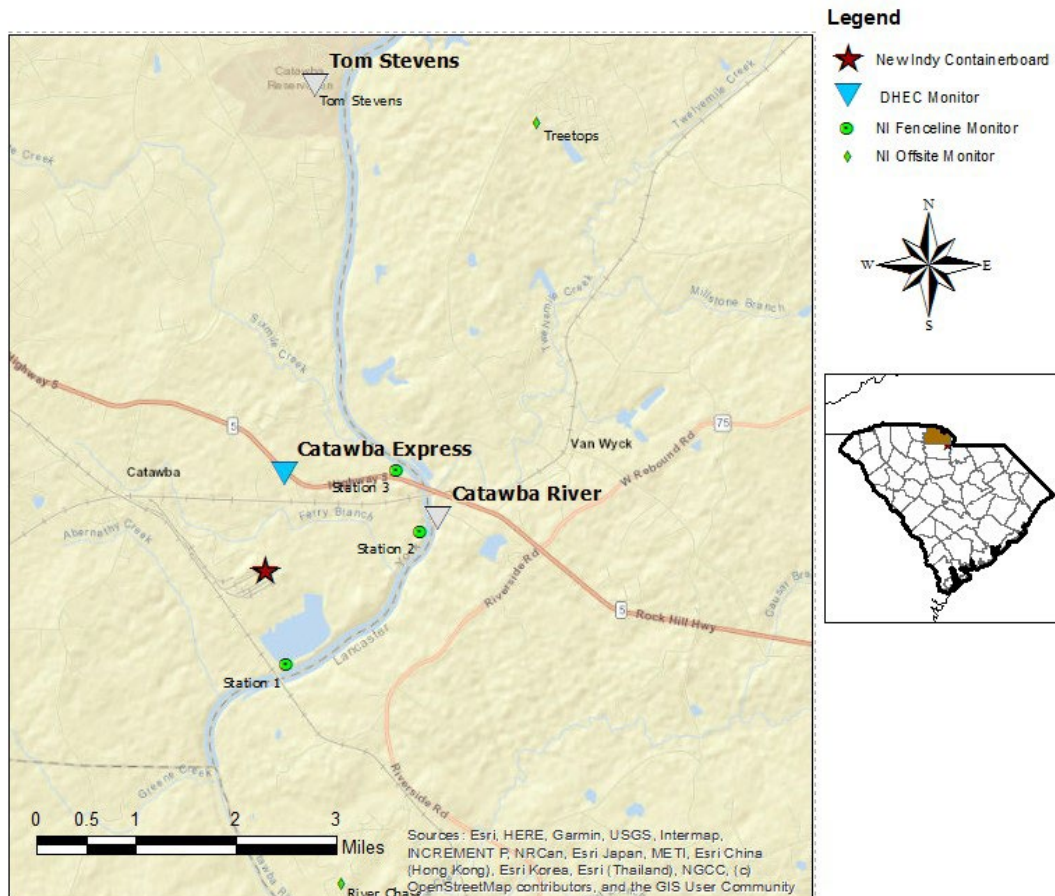 Legend
New Indy Containerboard
DHEC Monitor
NI Fenceline Monitor
NI Offsite Monitor
N
W
E
S
Tom Stevens
Catawba
Tom Stevens
Treetops
Twelvemile Creek
Millstone Branch
Twelvemile Creek
Sixmile Creek
Highway 5
5
75
Van Wyck
W Rebound Rd
Catawba Express
Catawba
Highway 5
Station 3
Catawba River
Ferry Branch
Abernathy Creek
Station 2
York
Riverside Rd
5
Rock Hill Hwy
Lancaster
Station 1
Greene Creek
Riverside Rd
0 0.5 1 2 3
Miles
Sources: Esri, HERE, Garmin, USGS, Intermap,
INCREMENT P, NRCan, Esri Japan, METI, Esri China
(Hong Kong), Esri Korea, Esri (Thailand), NGCC, (c)
OpenStreetMap contributors, and the GIS User Community